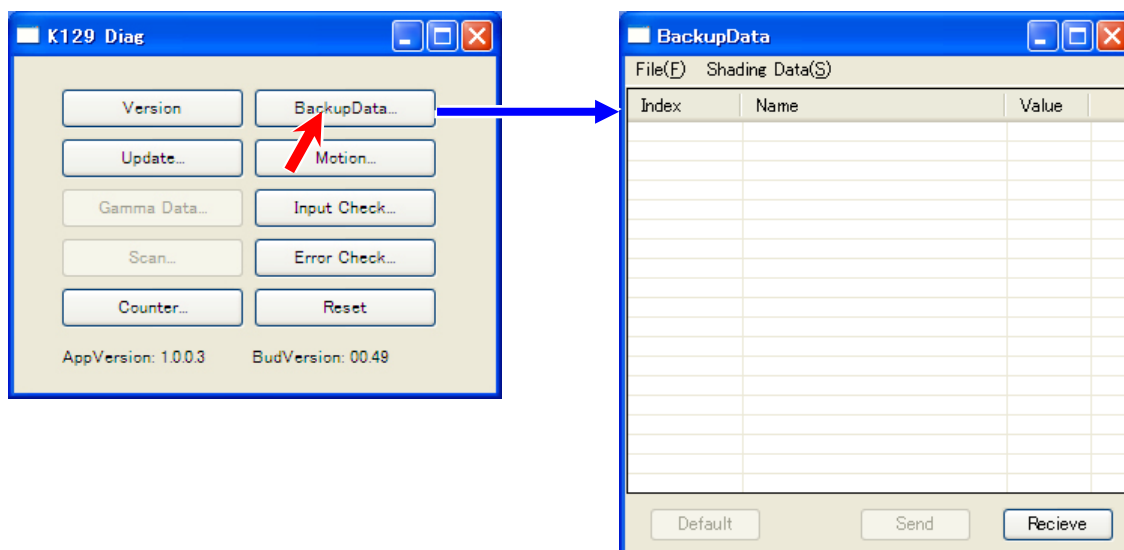 K129 Diag
Version
BackupData...
Update...
Motion...
Gamma Data...
Input Check...
Scan...
Error Check...
Counter...
Reset
AppVersion: 1.0.0.3
BudVersion: 00.49
BackupData
File(F) Shading Data(S)
Index Name Value
Default Send Recieve